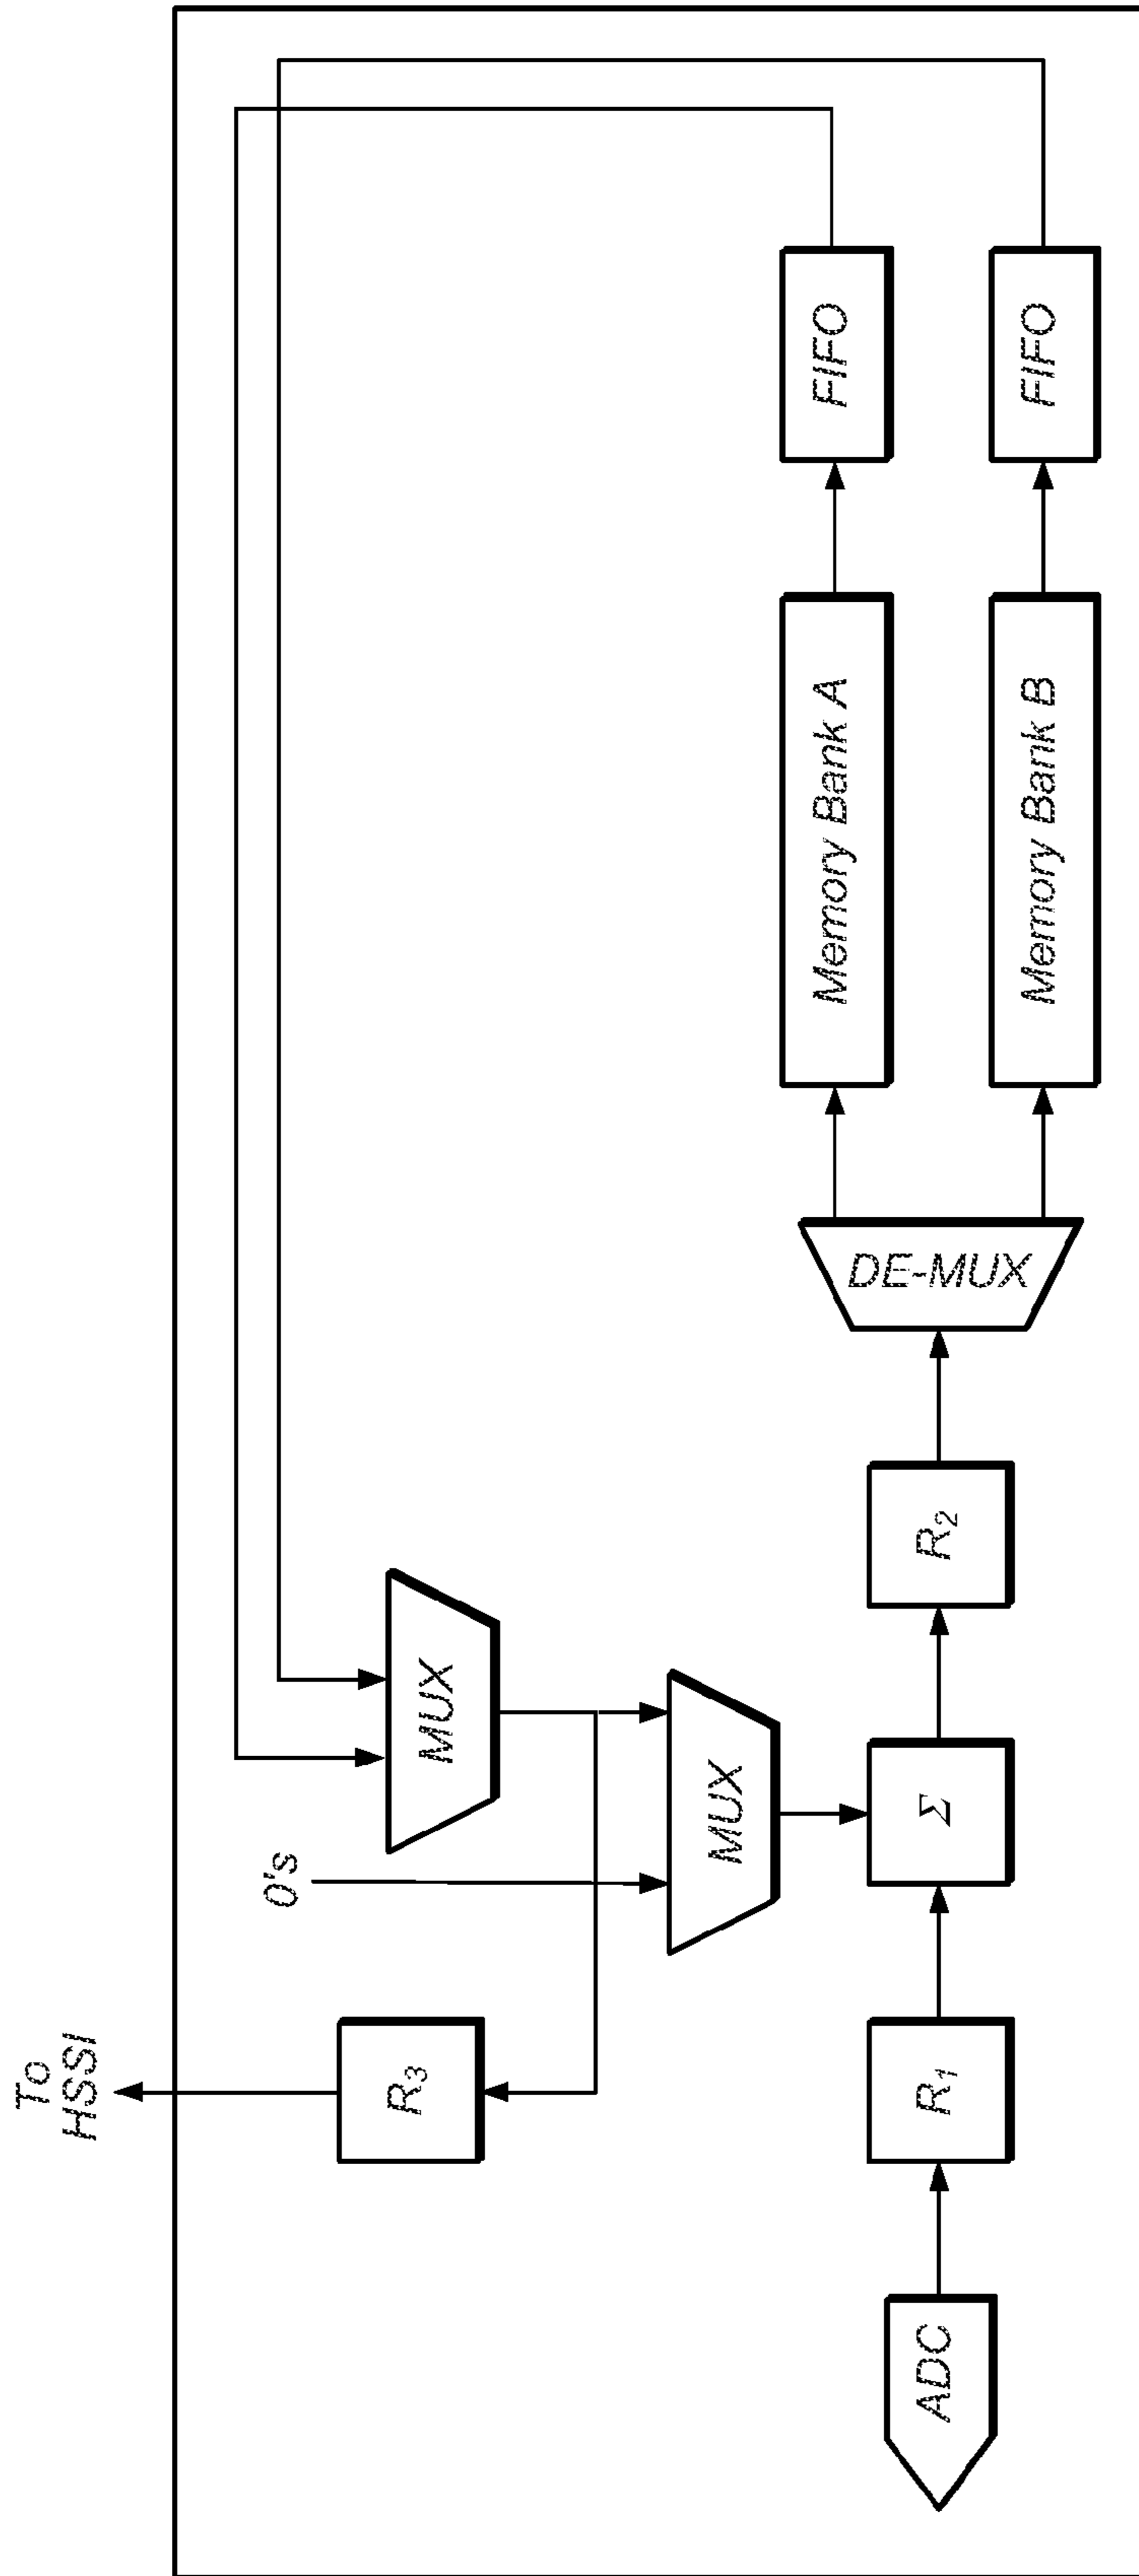 To
HSSI
R3
0's
MUX
MUX
ADC
R1
Σ
R2
DE-MUX
Memory Bank A
FIFO
Memory Bank B
FIFO